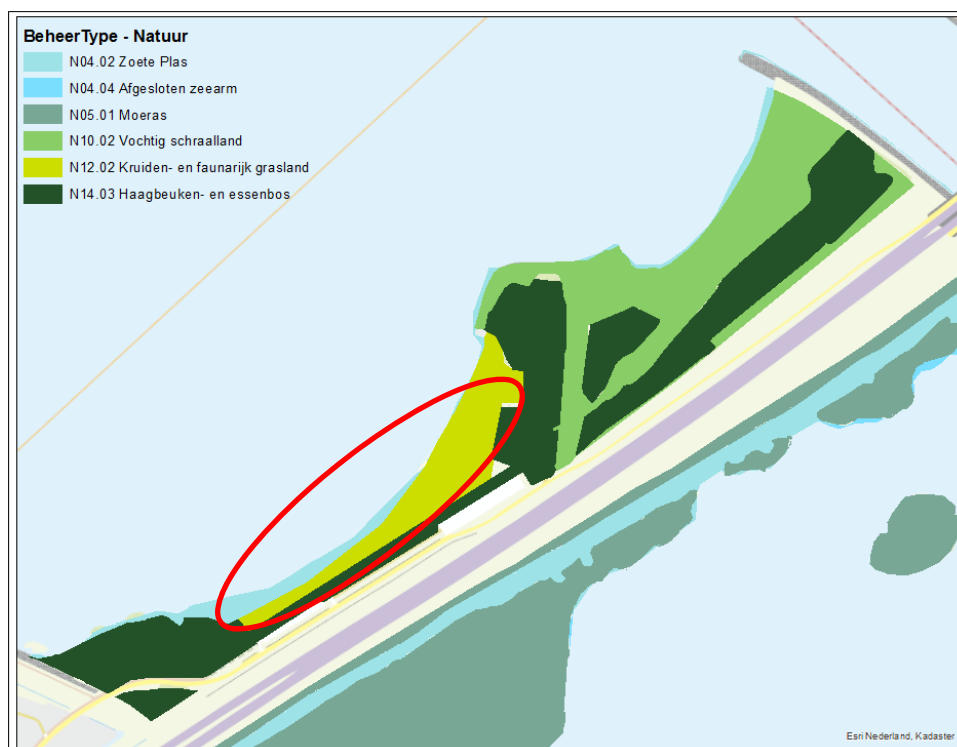 BeheerType - Natuur
N04.02 Zoete Plas
N04.04 Afgesloten zeearm
N05.01 Moeras
N10.02 Vochtig schraalland
N12.02 Kruiden- en faunarijk grasland
N14.03 Haagbeuken- en essenbos
Esri Nederland, Kadaster